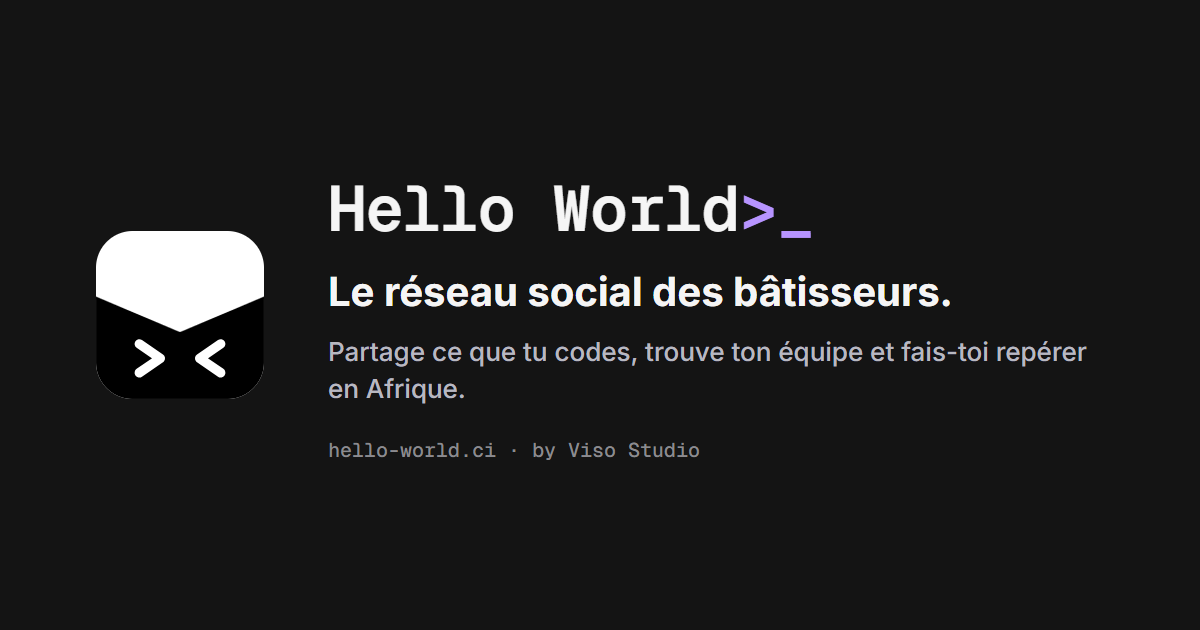 Hello World>_
Le réseau social des bâtisseurs.
Partage ce que tu codes, trouve ton équipe et fais-toi repérer
en Afrique.
hello-world.ci · by Viso Studio